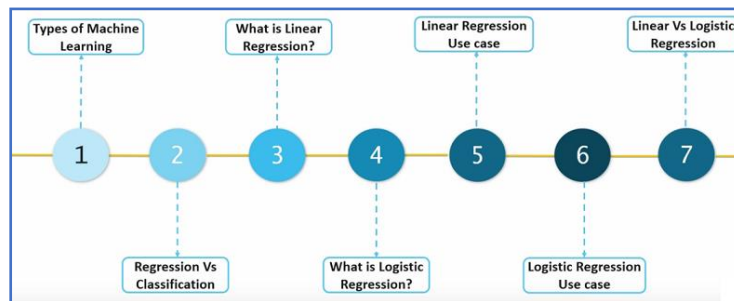 Types of Machine
Learning
What is Linear
Regression?
Linear Regression
Use case
Linear Vs Logistic
Regression
1
2
3
4
5
6
7
Regression Vs
Classification
What is Logistic
Regression?
Logistic Regression
Use case